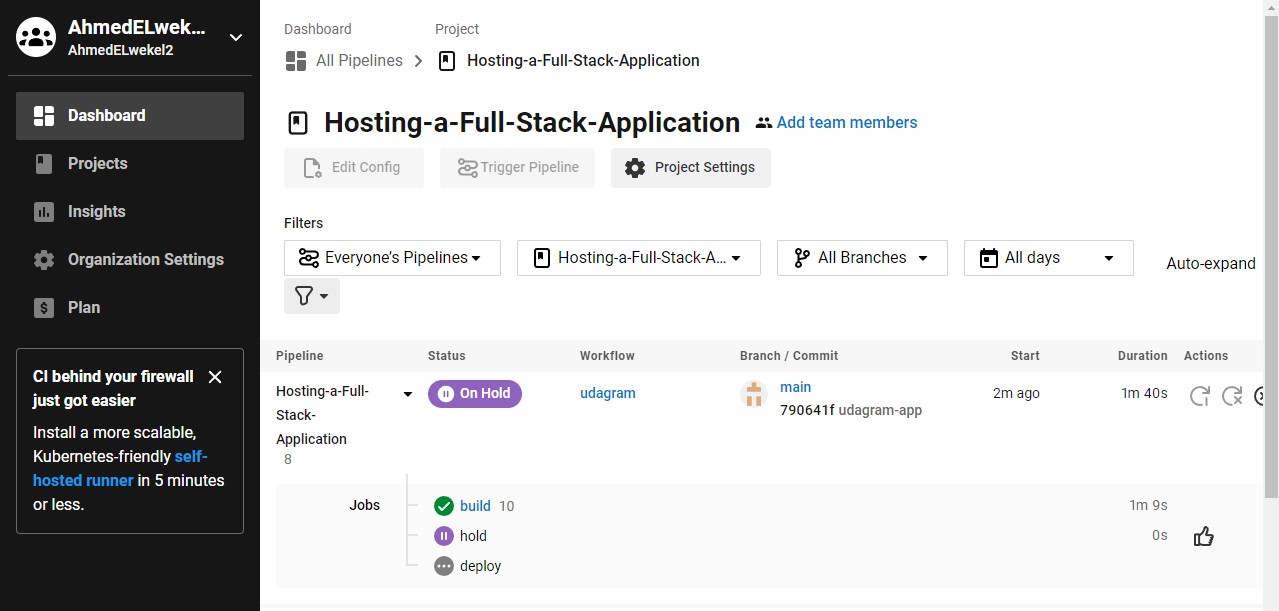 AhmedELwek...
AhmedELwekel2
Dashboard
Projects
Insights
Organization Settings
Plan
CI behind your firewall
just got easier
Install a more scalable,
Kubernetes-friendly self-
hosted runner in 5 minutes
or less.
Dashboard Project
All Pipelines Hosting-a-Full-Stack-Application
Hosting-a-Full-Stack-Application Add team members
Edit Config Trigger Pipeline Project Settings
Filters
Everyone's Pipelines Hosting-a-Full-Stack-A... All Branches All days Auto-expand
Pipeline Status Workflow Branch / Commit Start Duration Actions
Hosting-a-Full-
Stack-
Application
8
On Hold udagram main 2m ago 1m 40s
790641f udagram-app
Jobs build 10 1m 9s
hold 0s
deploy